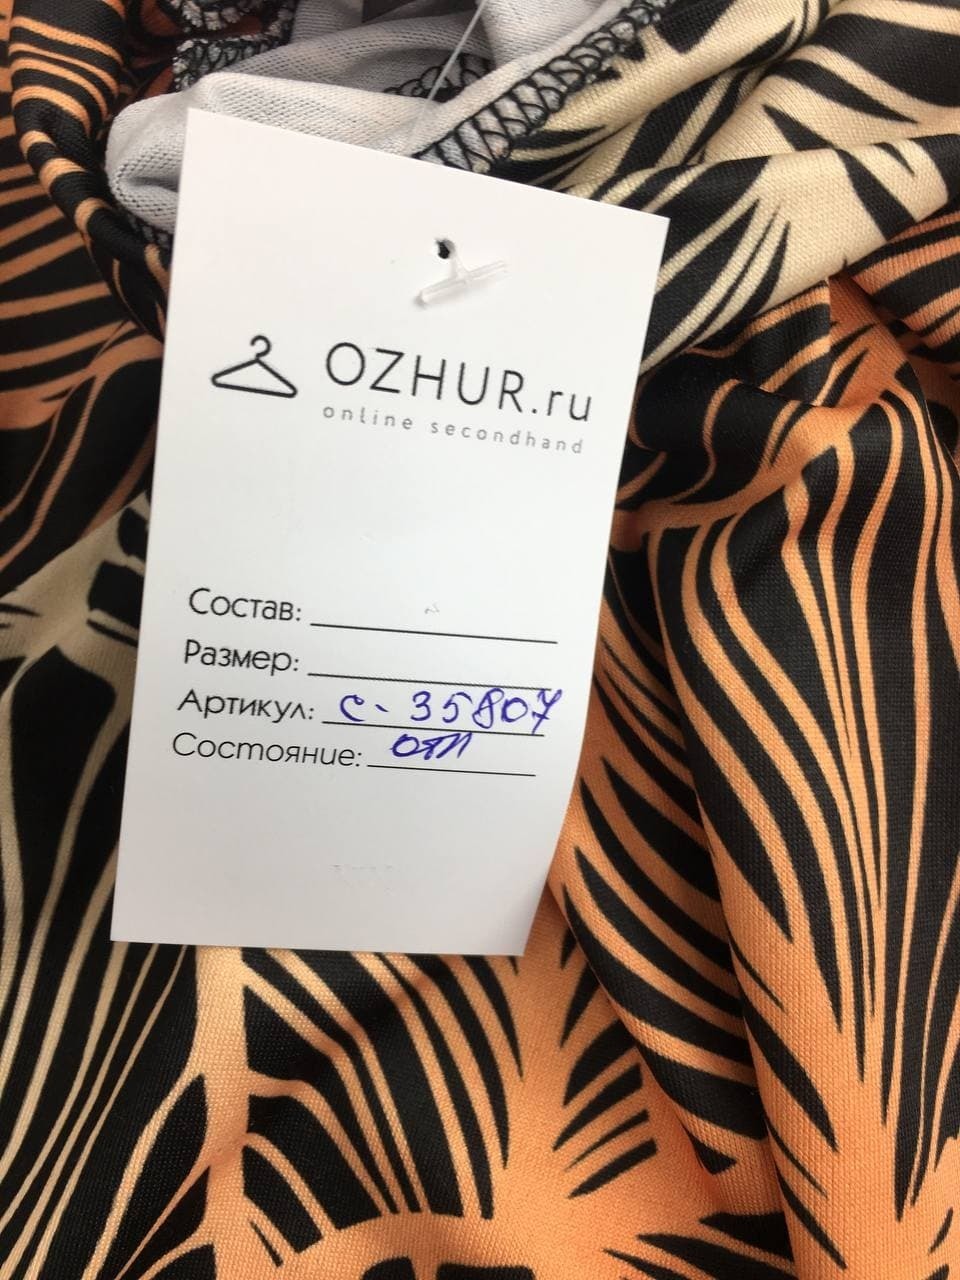 OZHUR.ru
online secondhand
Состав:
Размер:
Артикул: с-35807
Состояние: отл